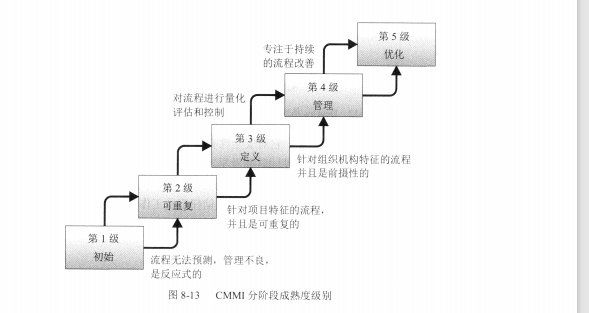 第 5 级
优化
专注于持续
的流程改善
第 4 级
管理
对流程进行量化
评估和控制
第 3 级
定义
针对组织机构特征的流程
并且是前摄性的
第 2 级
可重复
针对项目特征的流程，
并且是可重复的
第 1 级
初始
流程无法预测，管理不良，
是反应式的
图 8-13 CMMI 分阶段成熟度级别